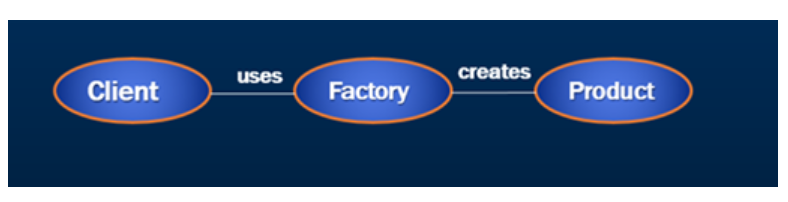 Client
uses
Factory
creates
Product